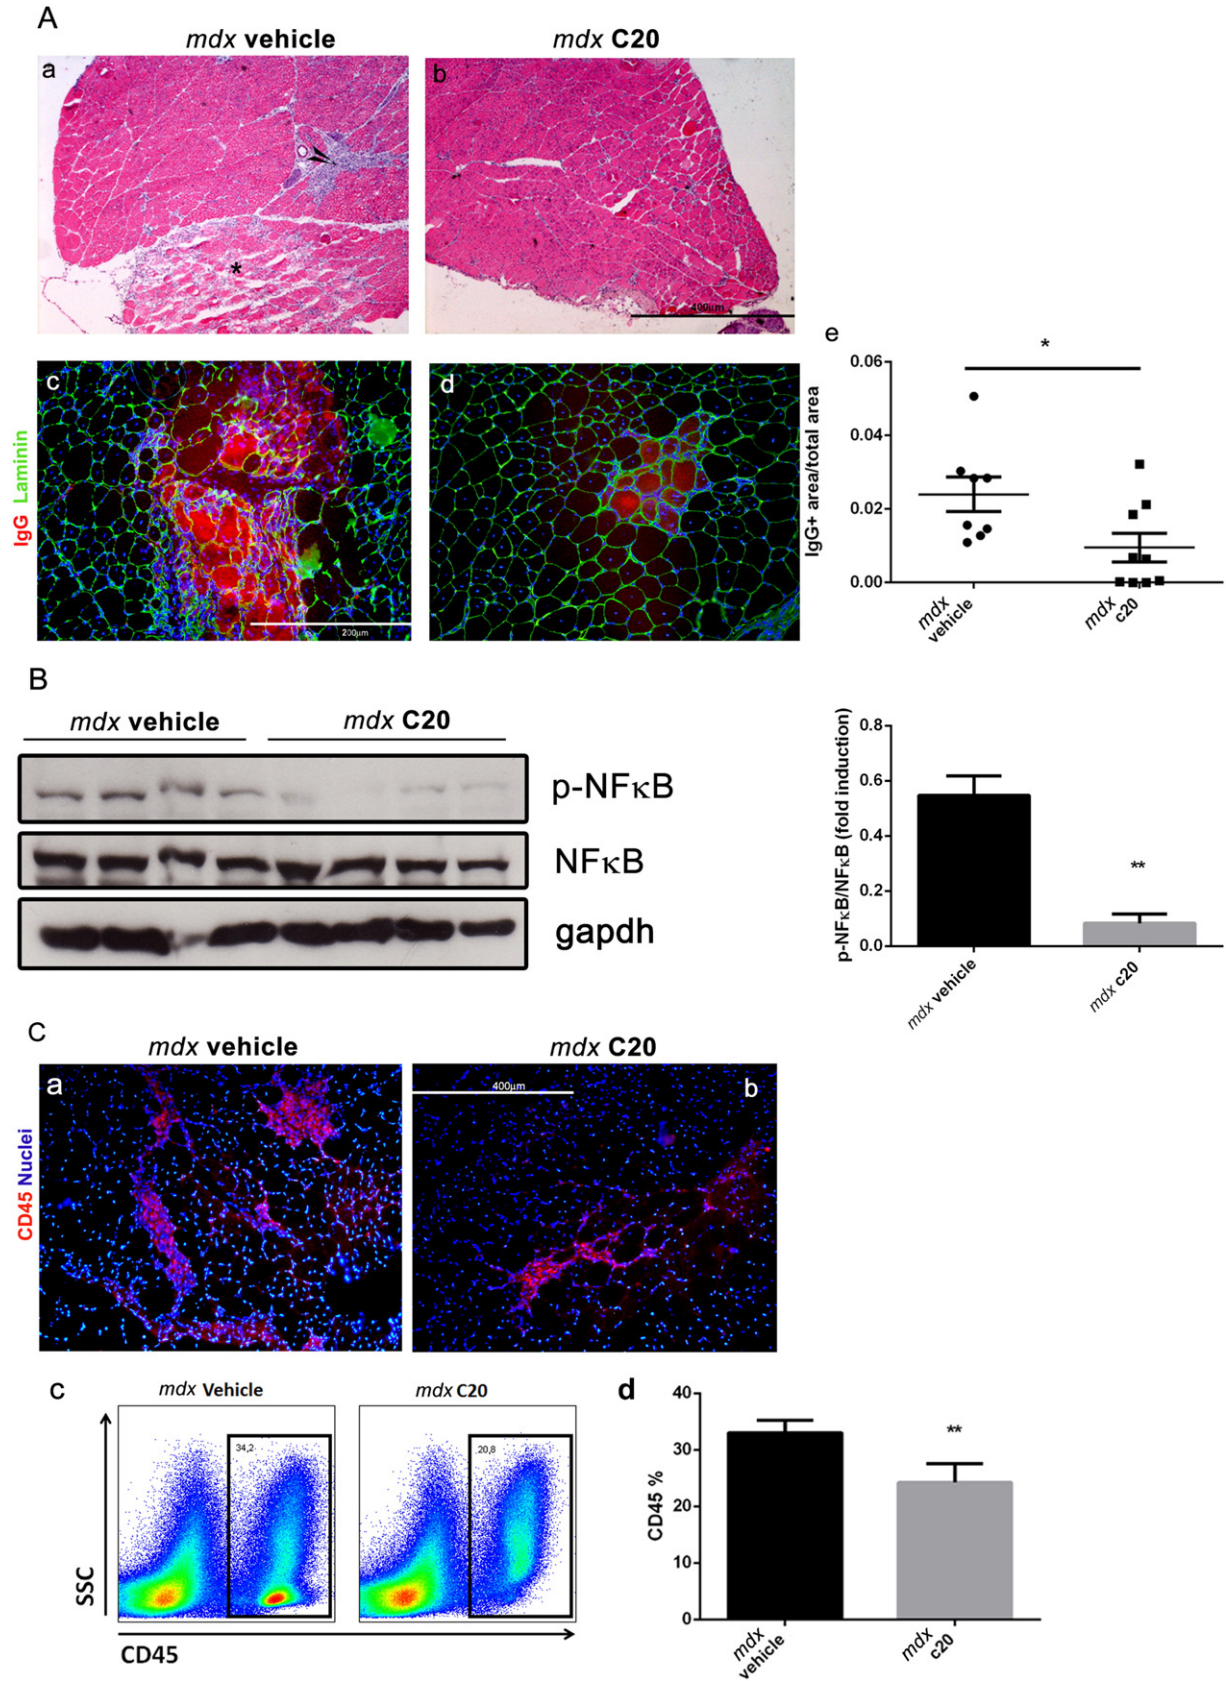 A
mdx vehicle
mdx C20
a
b
*
400µm
c
d
IgG Laminin
200µm
e
*
0.06
0.04
0.02
0.00
IgG+ area/total area
mdx vehicle
mdx c20
B
mdx vehicle
mdx C20
p-NFκB
NFκB
gapdh
0.8
0.6
0.4
0.2
0.0
p-NFκB/NFκB (fold induction)
**
mdx vehicle
mdx c20
C
mdx vehicle
mdx C20
a
400µm
b
CD45 Nuclei
c
mdx Vehicle
mdx C20
34,2
20,8
SSC
CD45
d
40
30
20
10
0
CD45 %
**
mdx vehicle
mdx c20